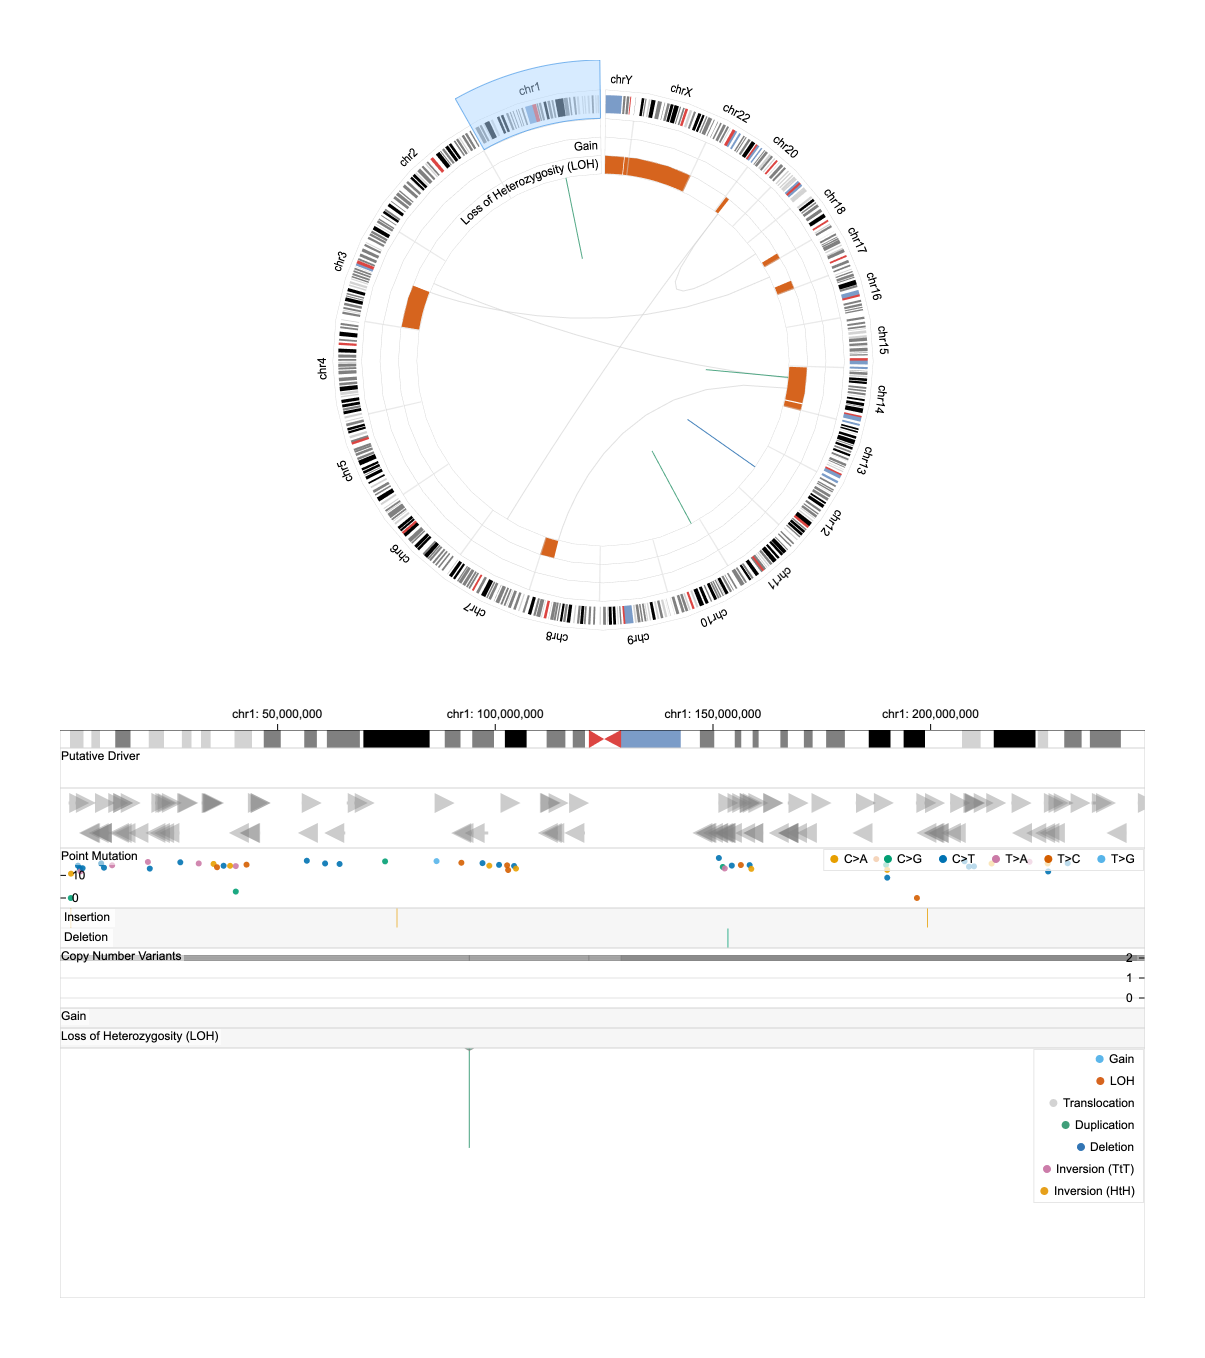 chr1
chrY
chrX
chr22
chr20
chr18
chr17
chr16
chr15
chr14
chr13
chr12
chr11
chr10
chr9
chr8
chr7
chr6
chr5
chr4
chr3
chr2
Gain
Loss of Heterozygosity (LOH)
chr1: 50,000,000 chr1: 100,000,000 chr1: 150,000,000 chr1: 200,000,000
Putative Driver
Point Mutation
C>A C>G C>T T>A T>C T>G
10
0
Insertion
Deletion
Copy Number Variants
2
1
0
Gain
Loss of Heterozygosity (LOH)
Gain
LOH
Translocation
Duplication
Deletion
Inversion (TtT)
Inversion (HtH)